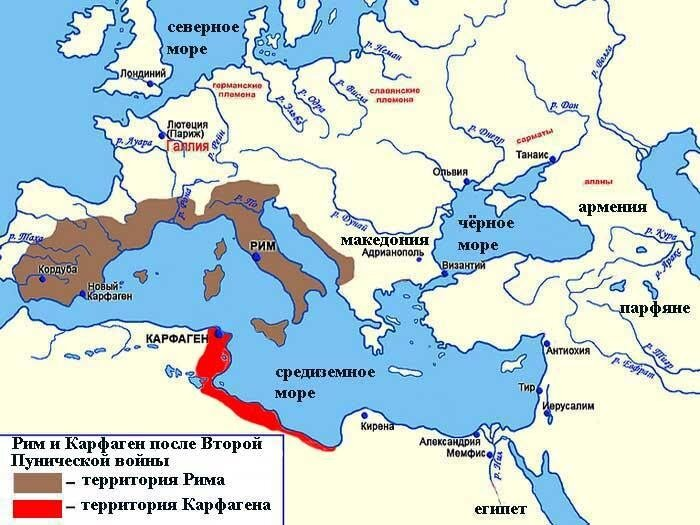 северное
море
р. Неман
р. Волга
Лондиний
германские
племена
славянские
племена
р. Висла
р. Одра
р. Эльба
р. Дон
Лютеция
(Париж)
р. Луара
Галлия
р. Рейн
р. Днепр
сарматы
Танаис
Ольвия
аланы
армения
р. Рона
р. По
р. Дунай
чёрное
море
македония
Адрианополь
Византий
р. Тахо
РИМ
р. Кура
р. Аракс
Кордуба
Новый
Карфаген
парфяне
КАРФАГЕН
Антиохия
р. Тигр
р. Евфрат
средиземное
море
Тир
Иерусалим
Кирена
Александрия
Мемфис
р. Нил
египет
Рим и Карфаген после Второй
Пунической войны
– территория Рима
– территория Карфагена